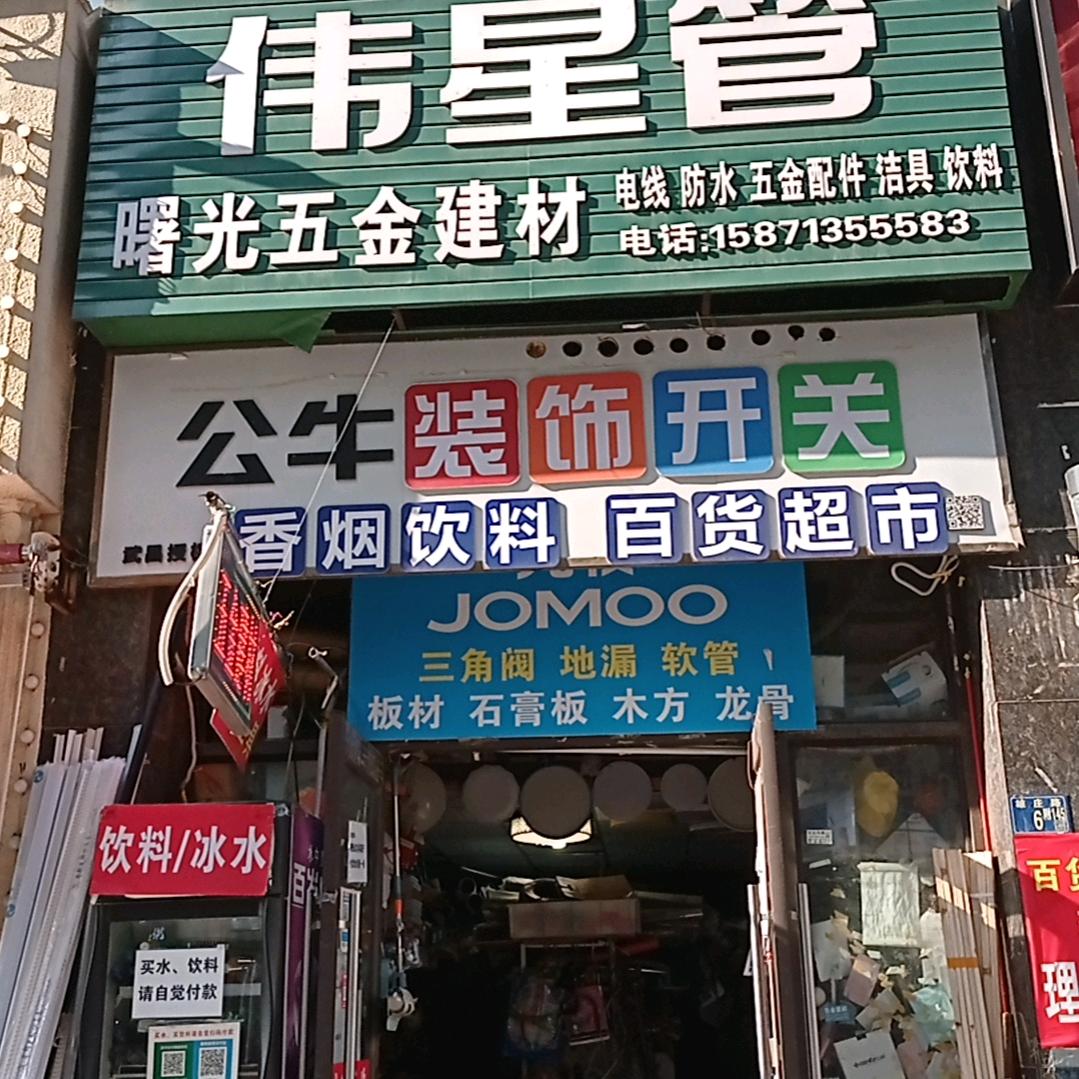 伟星管
曙光五金建材
电线 防水 五金配件 洁具 饮料
电话:15871355583
公牛装饰开关
香烟饮料 百货超市
JOMOO
三角阀 地漏 软管
板材 石膏板 木方 龙骨
饮料/冰水
买水、饮料
请自觉付款
百货
理